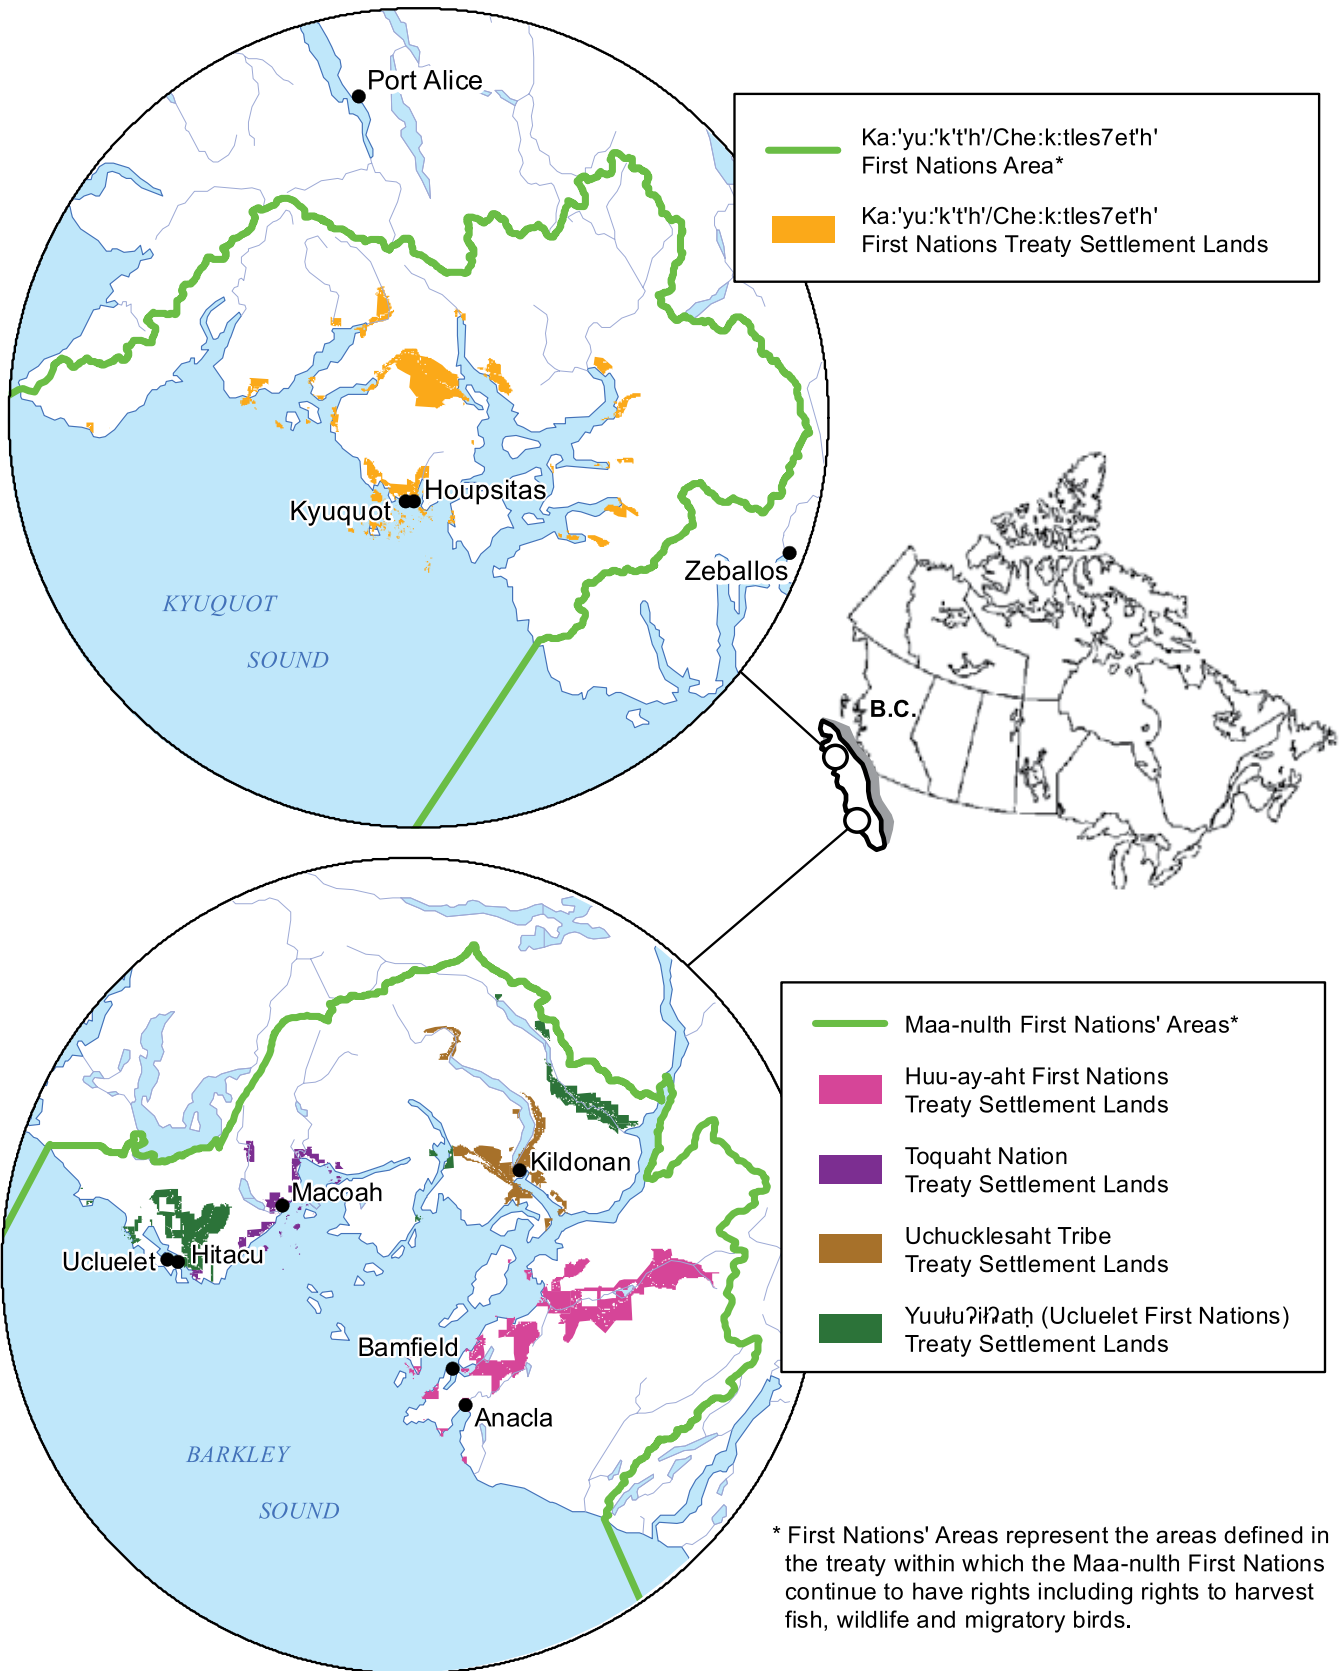 Port Alice
Ka:'yu:'k't'h'/Che:k:tles7et'h'
First Nations Area*
Ka:'yu:'k't'h'/Che:k:tles7et'h'
First Nations Treaty Settlement Lands
Houpsitas
Kyuquot
Zeballos
KYUQUOT
SOUND
B.C.
Maa-nulth First Nations' Areas*
Huu-ay-aht First Nations
Treaty Settlement Lands
Toquaht Nation
Treaty Settlement Lands
Uchucklesaht Tribe
Treaty Settlement Lands
Yuułuʔiłʔatḥ (Ucluelet First Nations)
Treaty Settlement Lands
Kildonan
Macoah
Ucluelet
Hitacu
Bamfield
Anacla
BARKLEY
SOUND
* First Nations' Areas represent the areas defined in
the treaty within which the Maa-nulth First Nations
continue to have rights including rights to harvest
fish, wildlife and migratory birds.